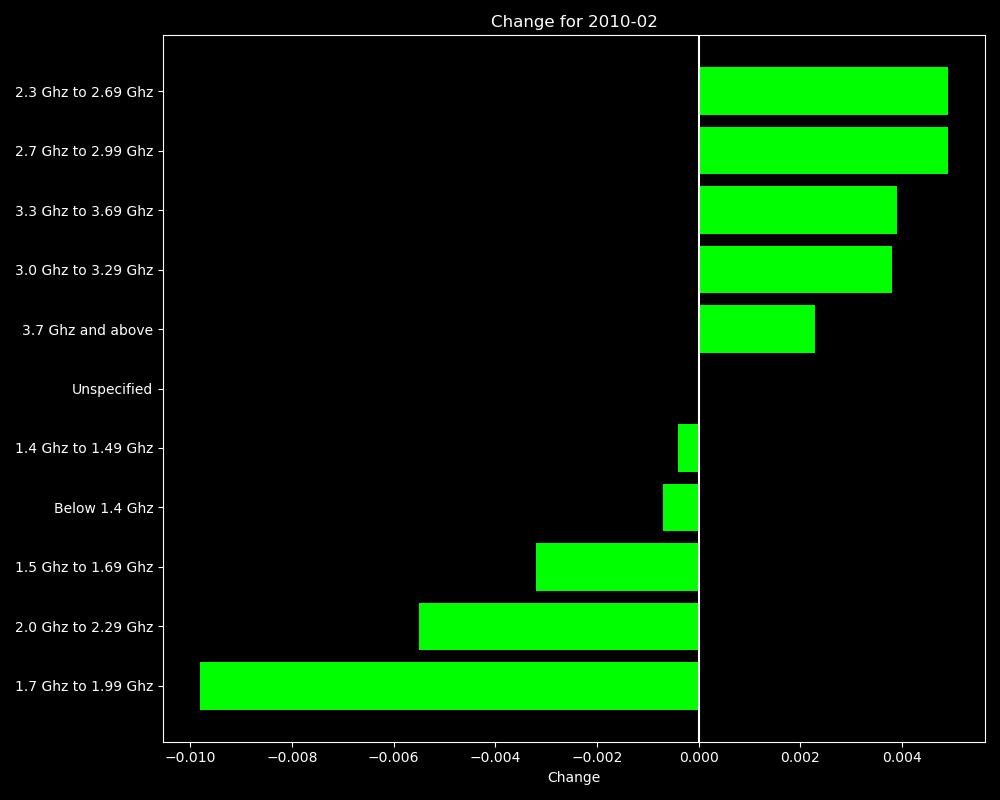 Change for 2010-02
2.3 Ghz to 2.69 Ghz
2.7 Ghz to 2.99 Ghz
3.3 Ghz to 3.69 Ghz
3.0 Ghz to 3.29 Ghz
3.7 Ghz and above
Unspecified
1.4 Ghz to 1.49 Ghz
Below 1.4 Ghz
1.5 Ghz to 1.69 Ghz
2.0 Ghz to 2.29 Ghz
1.7 Ghz to 1.99 Ghz
−0.010 −0.008 −0.006 −0.004 −0.002 0.000 0.002 0.004
Change